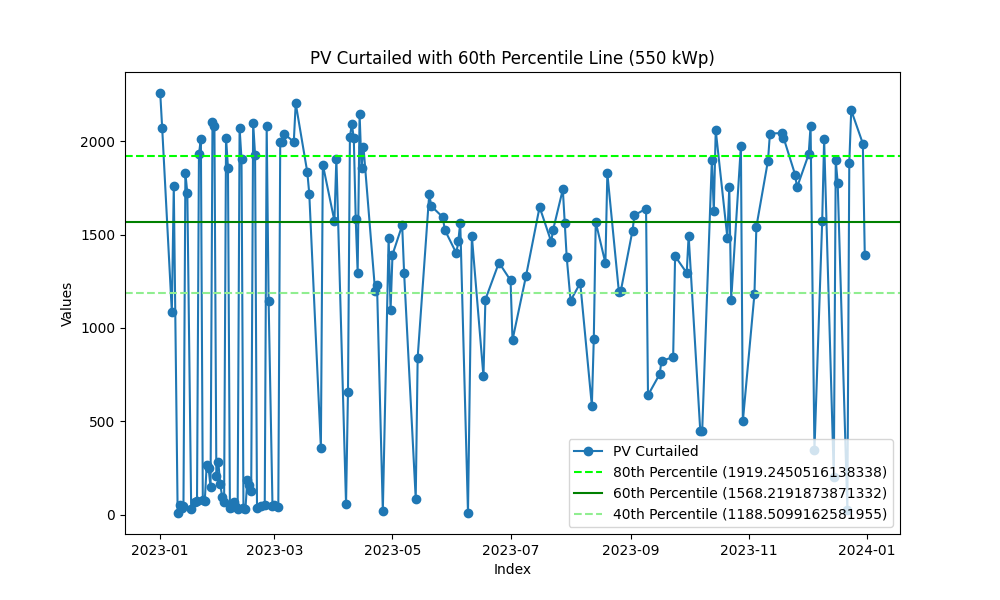 PV Curtailed with 60th Percentile Line (550 kWp)
Values
2000
1500
1000
500
0
PV Curtailed
80th Percentile (1919.2450516138338)
60th Percentile (1568.2191873871332)
40th Percentile (1188.5099162581955)
2023-01 2023-03 2023-05 2023-07 2023-09 2023-11 2024-01
Index